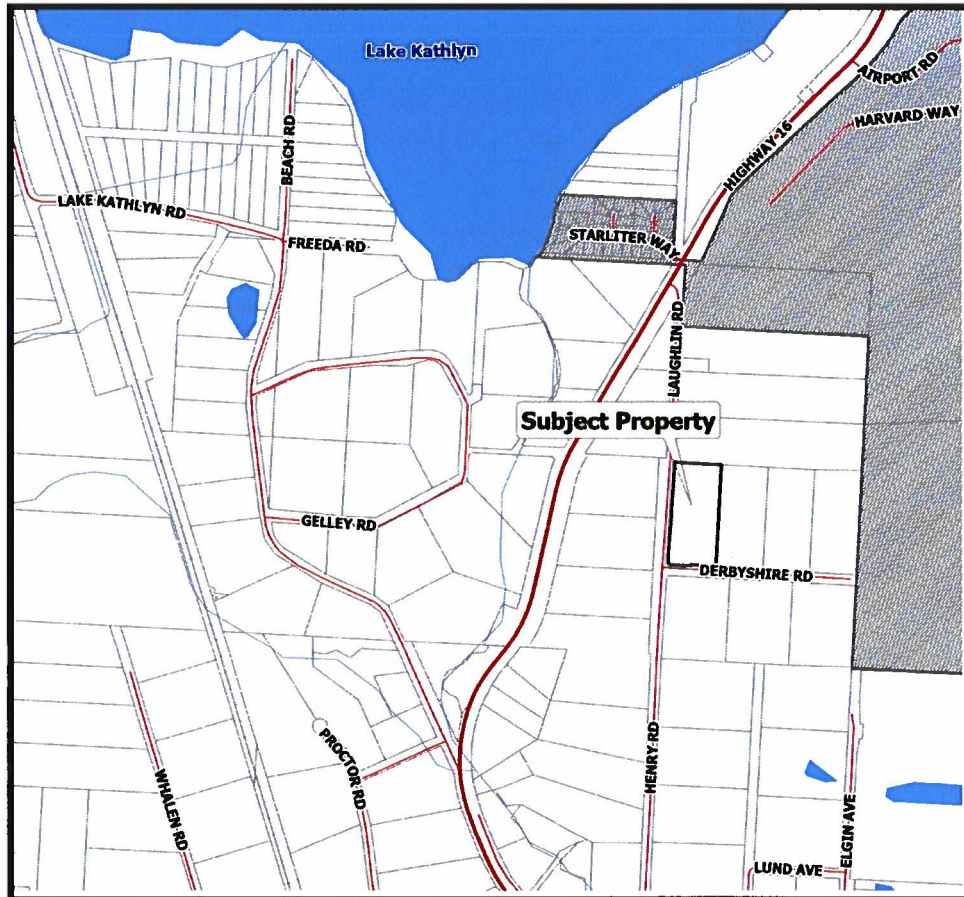 Lake Kathlyn
AIRPORT RD
HARVARD WAY
HIGHWAY 16
BEACH RD
LAKE KATHLYN RD
FREEDA RD
STARLITER WAY
LAUGHLIN RD
Subject Property
GELLEY RD
DERBYSHIRE RD
HENRY RD
PROCTOR RD
WHALEN RD
ELGIN AVE
LUND AVE